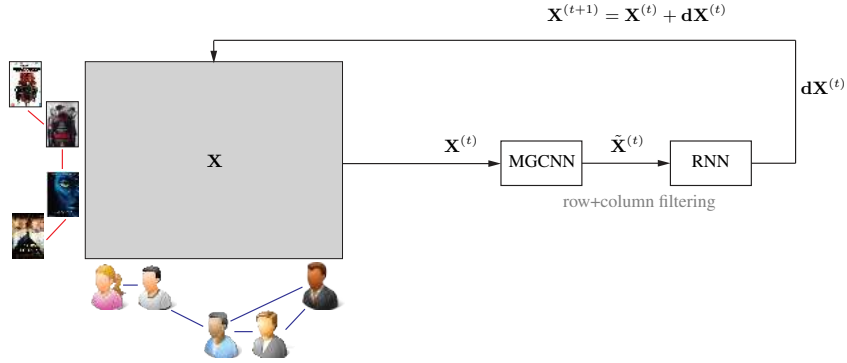 𝐗⁽ᵗ⁺¹⁾ = 𝐗⁽ᵗ⁾ + 𝐝𝐗⁽ᵗ⁾
𝐝𝐗⁽ᵗ⁾
𝐗
𝐗⁽ᵗ⁾
MGCNN
𝐗̃⁽ᵗ⁾
RNN
row+column filtering